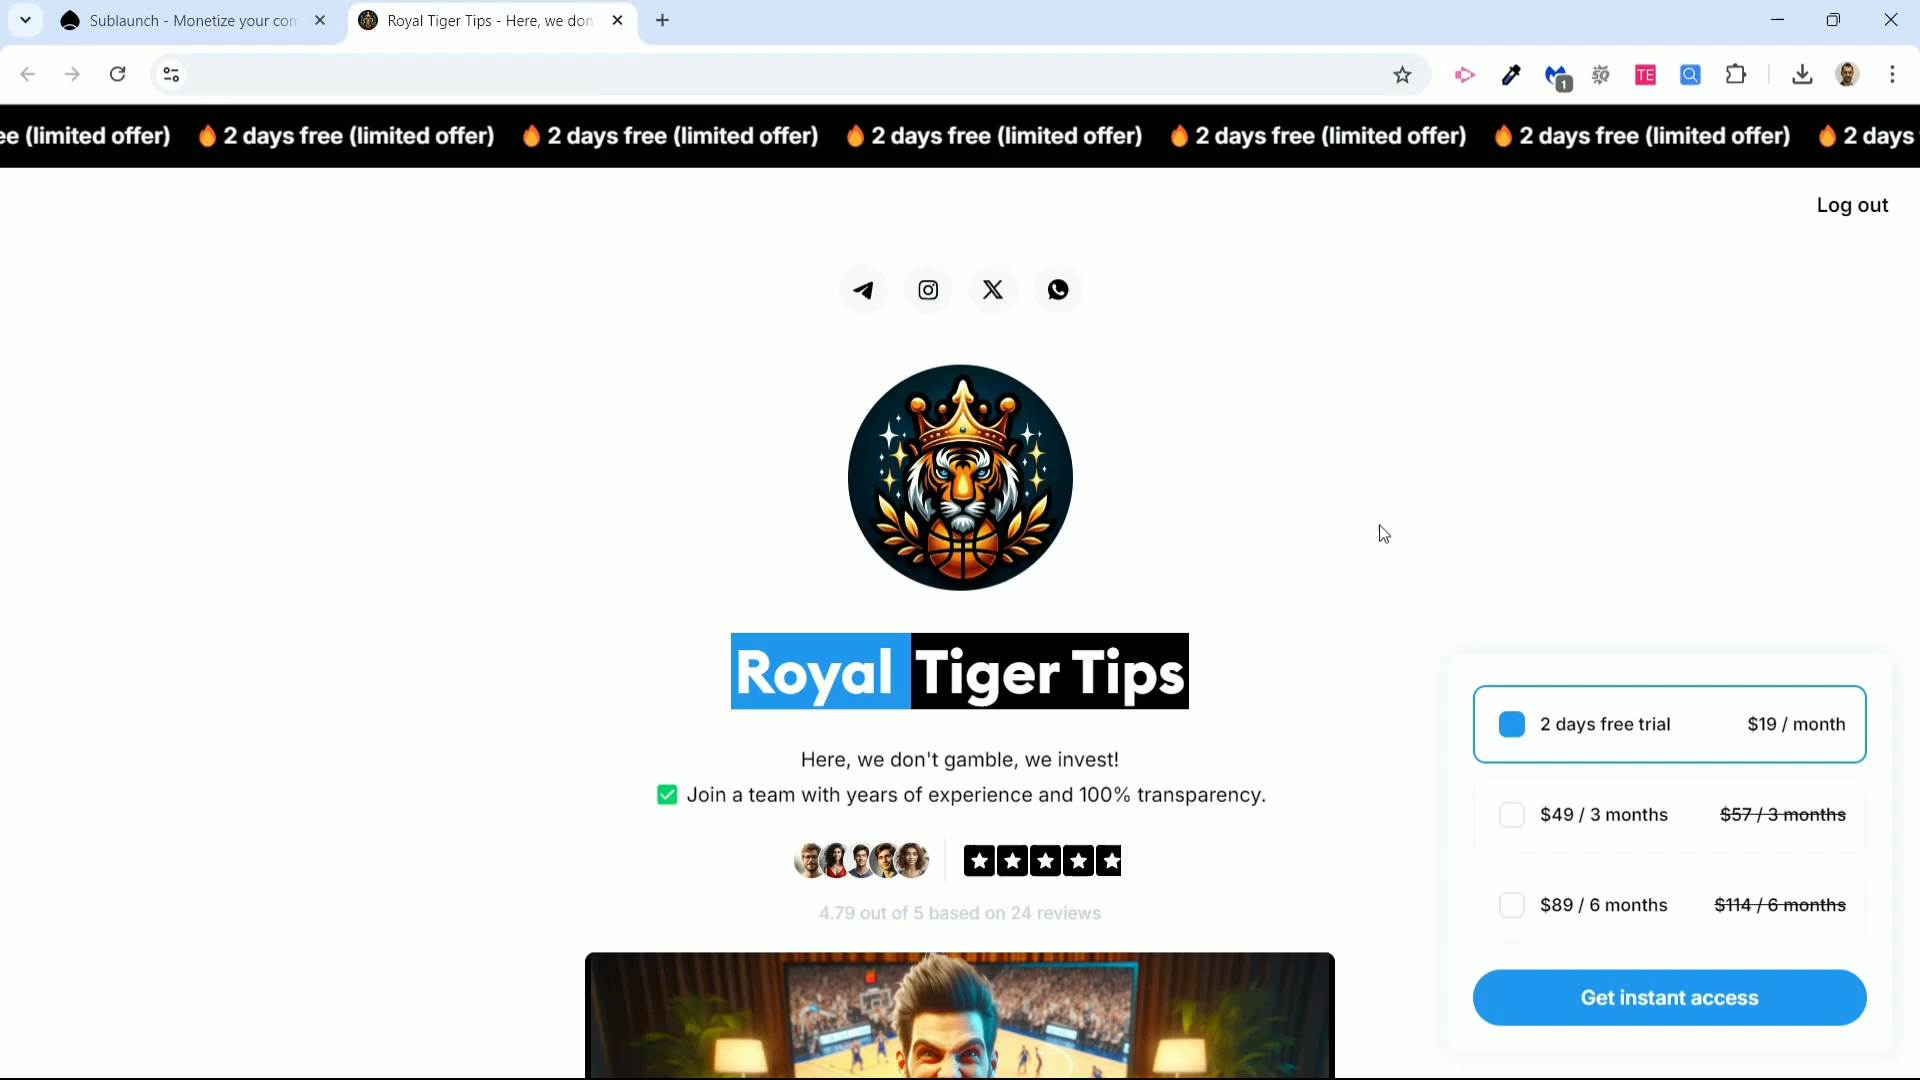 Sublaunch - Monetize your com
Royal Tiger Tips - Here, we don
1
TE
ee (limited offer) 🔥 2 days free (limited offer) 🔥 2 days free (limited offer) 🔥 2 days free (limited offer) 🔥 2 days free (limited offer) 🔥 2 days free (limited offer) 🔥 2 days
Log out
Royal Tiger Tips
Here, we don't gamble, we invest!
✅ Join a team with years of experience and 100% transparency.
4.79 out of 5 based on 24 reviews
2 days free trial $19 / month
$49 / 3 months $57 / 3 months
$89 / 6 months $114 / 6 months
Get instant access